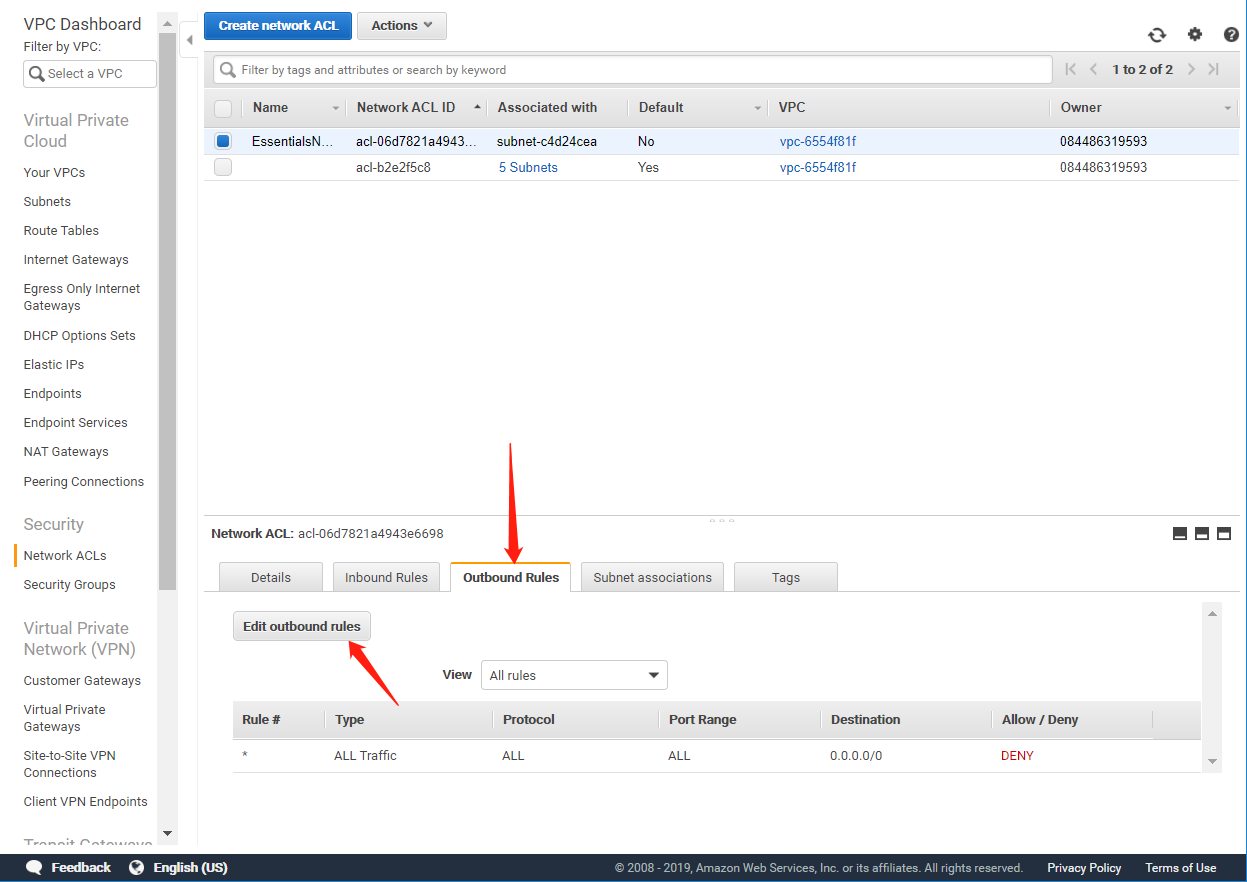 VPC Dashboard
Filter by VPC:
Select a VPC
Virtual Private
Cloud
Your VPCs
Subnets
Route Tables
Internet Gateways
Egress Only Internet
Gateways
DHCP Options Sets
Elastic IPs
Endpoints
Endpoint Services
NAT Gateways
Peering Connections
Security
Network ACLs
Security Groups
Virtual Private
Network (VPN)
Customer Gateways
Virtual Private
Gateways
Site-to-Site VPN
Connections
Client VPN Endpoints
Transit Gateways
Create network ACL Actions
Filter by tags and attributes or search by keyword 1 to 2 of 2
Name Network ACL ID Associated with Default VPC Owner
EssentialsN... acl-06d7821a4943... subnet-c4d24cea No vpc-6554f81f 084486319593
acl-b2e2f5c8 5 Subnets Yes vpc-6554f81f 084486319593
Network ACL: acl-06d7821a4943e6698
Details Inbound Rules Outbound Rules Subnet associations Tags
Edit outbound rules
View All rules
Rule # Type Protocol Port Range Destination Allow / Deny
* ALL Traffic ALL ALL 0.0.0.0/0 DENY
Feedback English (US) © 2008 - 2019, Amazon Web Services, Inc. or its affiliates. All rights reserved. Privacy Policy Terms of Use